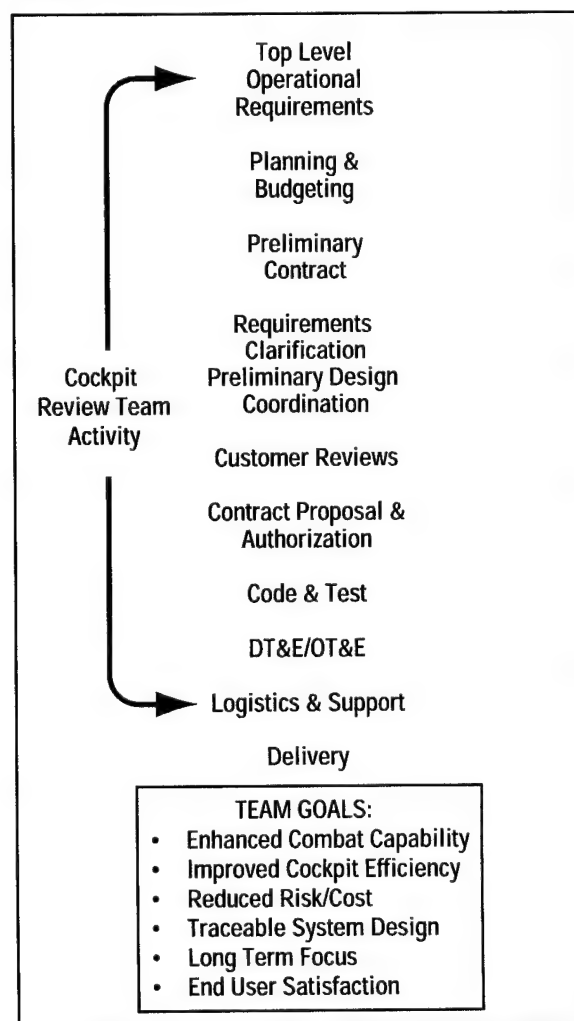 Top Level
Operational
Requirements
Planning &
Budgeting
Preliminary
Contract
Requirements
Clarification
Preliminary Design
Coordination
Cockpit
Review Team
Activity
Customer Reviews
Contract Proposal &
Authorization
Code & Test
DT&E/OT&E
Logistics & Support
Delivery
TEAM GOALS:
• Enhanced Combat Capability
• Improved Cockpit Efficiency
• Reduced Risk/Cost
• Traceable System Design
• Long Term Focus
• End User Satisfaction